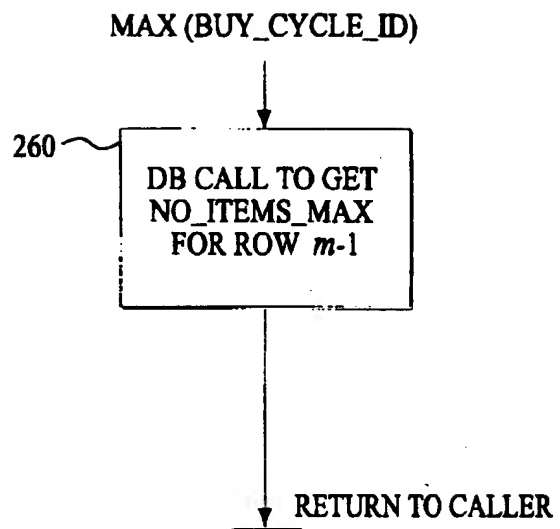 MAX (BUY_CYCLE_ID)
260
DB CALL TO GET
NO_ITEMS_MAX
FOR ROW m-1
RETURN TO CALLER